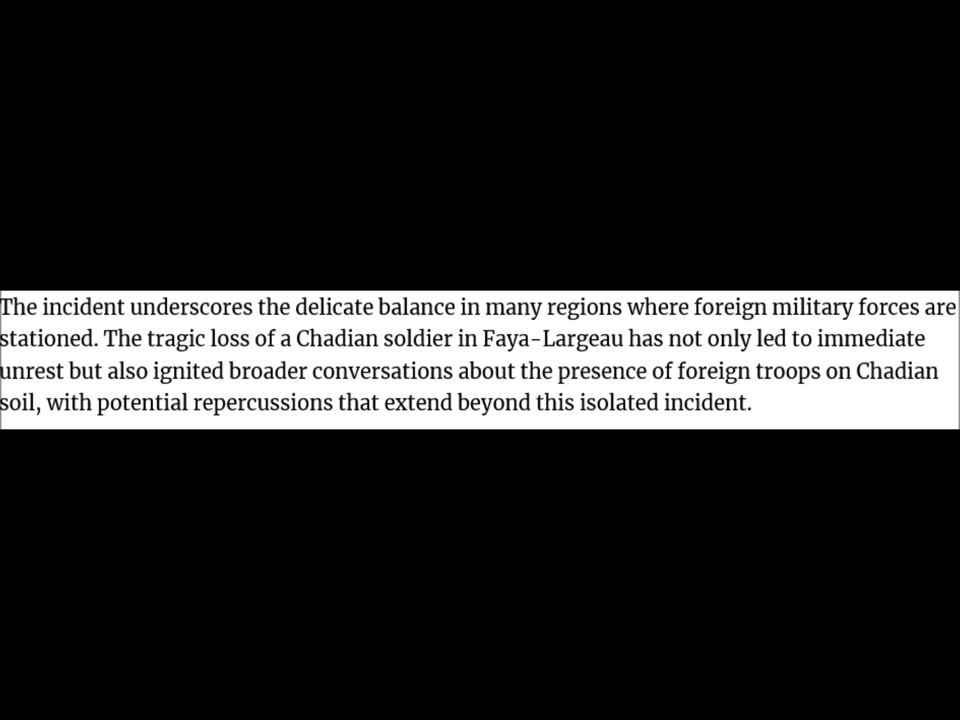 The incident underscores the delicate balance in many regions where foreign military forces are
stationed. The tragic loss of a Chadian soldier in Faya-Largeau has not only led to immediate
unrest but also ignited broader conversations about the presence of foreign troops on Chadian
soil, with potential repercussions that extend beyond this isolated incident.